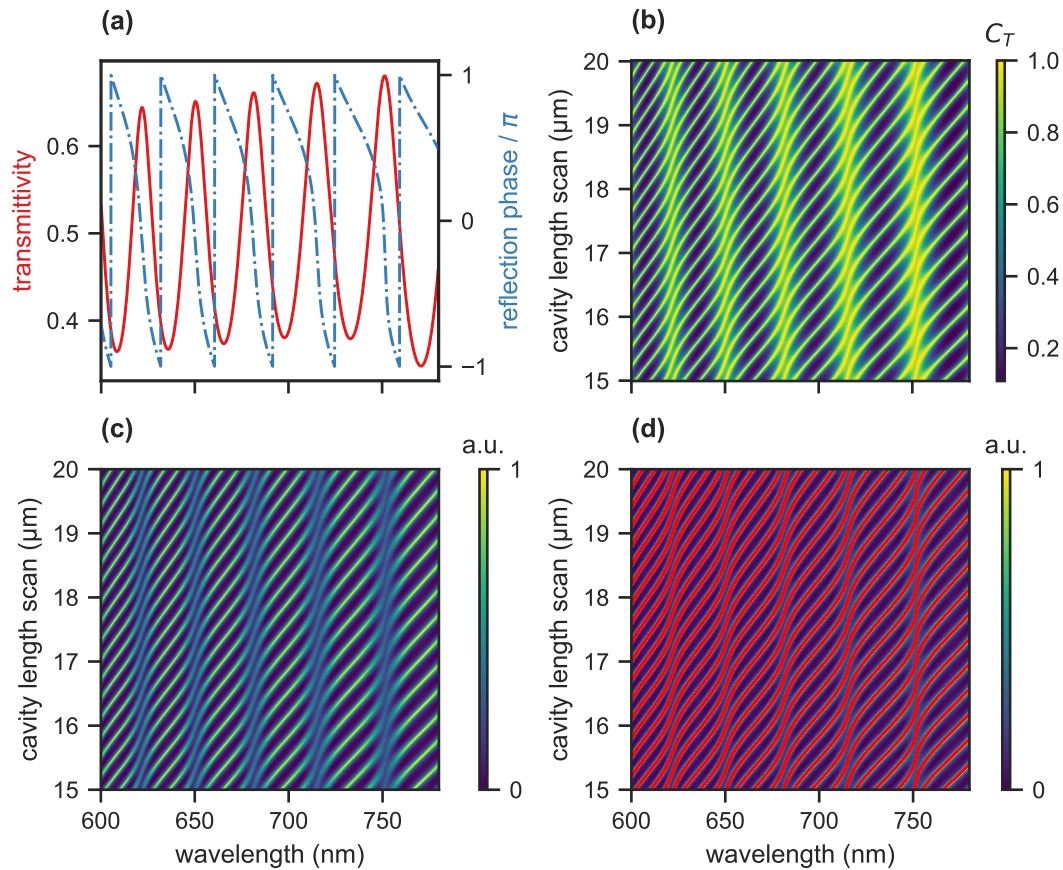 (a)
transmittivity
0.6
0.5
0.4
1
0
−1
reflection phase / π
(b)
C_T
cavity length scan (μm)
20
19
18
17
16
15
1.0
0.8
0.6
0.4
0.2
(c)
a.u.
cavity length scan (μm)
20
19
18
17
16
15
600
650
700
750
wavelength (nm)
1
0
(d)
a.u.
cavity length scan (μm)
20
19
18
17
16
15
600
650
700
750
wavelength (nm)
1
0